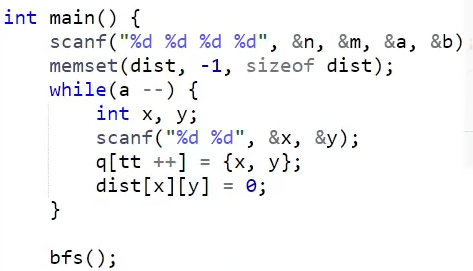 int main() {
scanf("%d %d %d %d", &n, &m, &a, &b)
memset(dist, -1, sizeof dist);
while(a --) {
int x, y;
scanf("%d %d", &x, &y);
q[tt ++] = {x, y};
dist[x][y] = 0;
}
bfs();